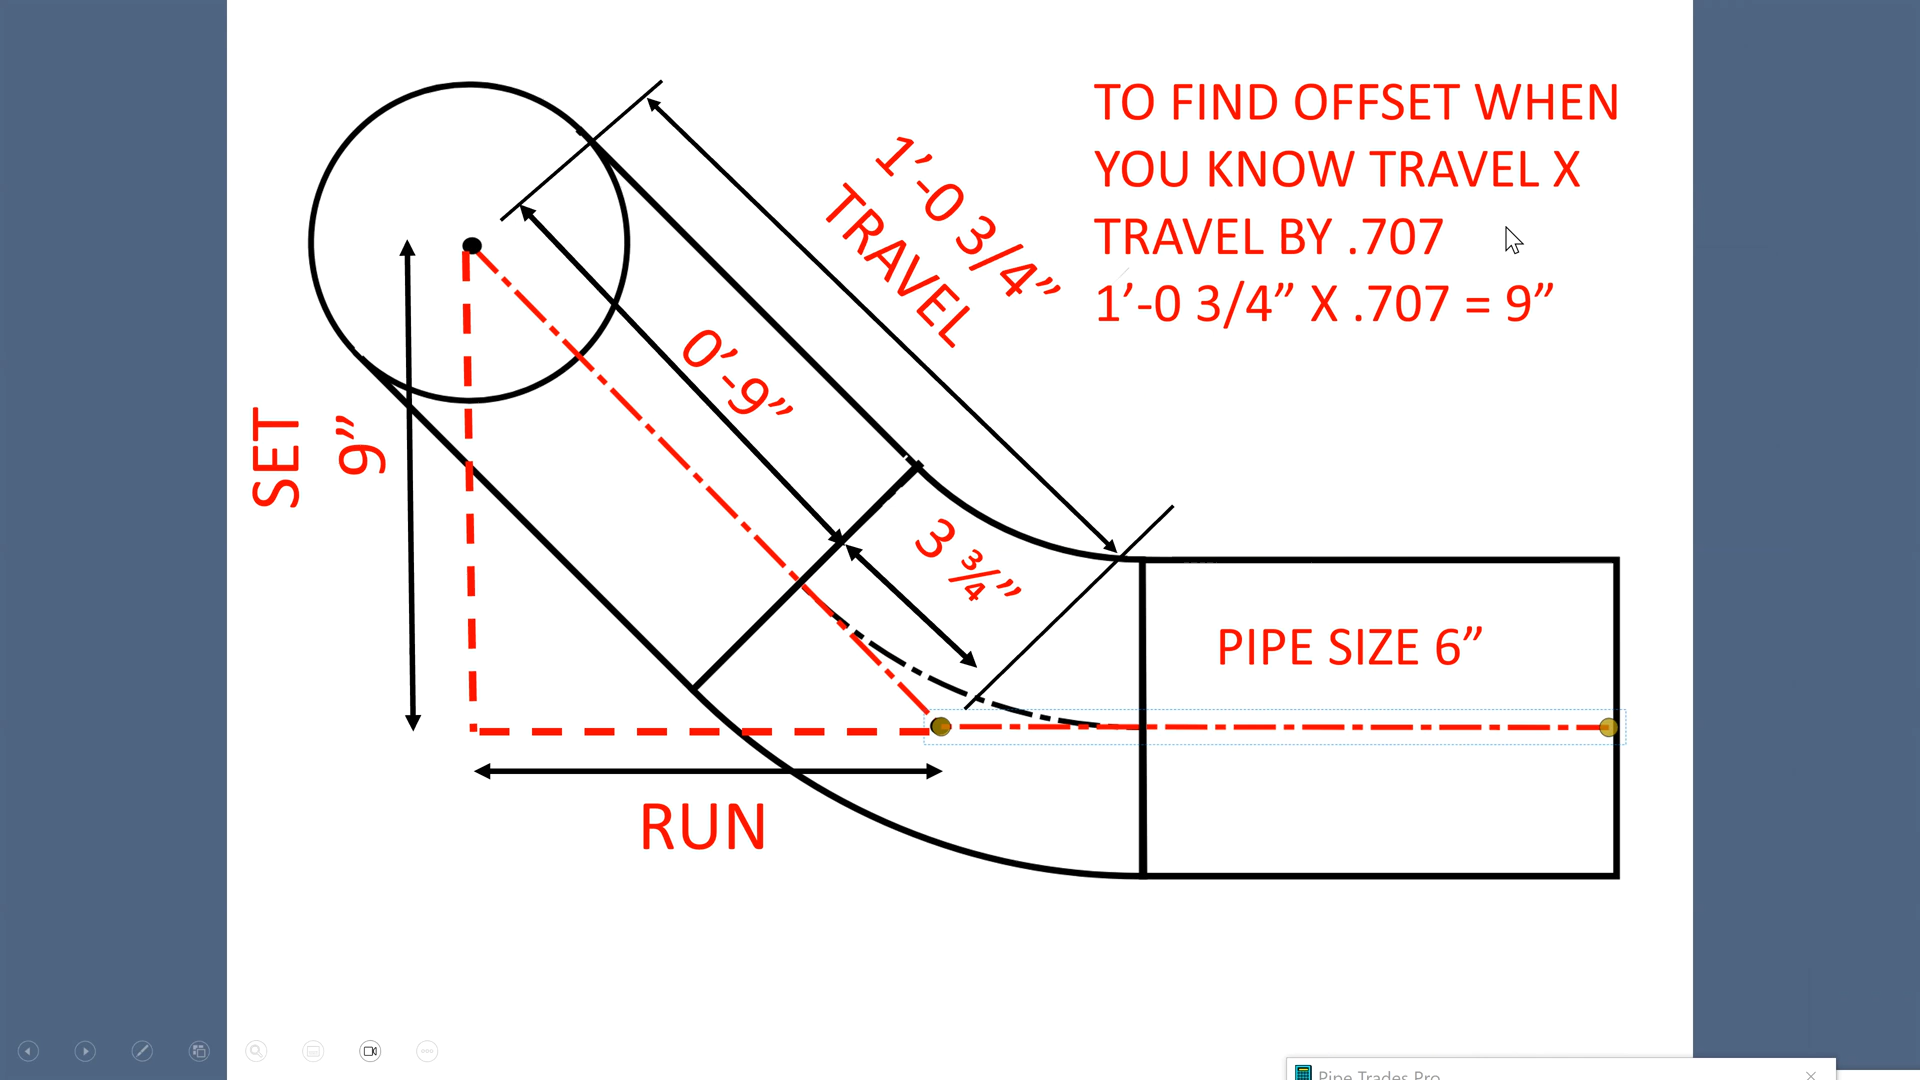 TO FIND OFFSET WHEN
YOU KNOW TRAVEL X
TRAVEL BY .707
1’-0 3/4” X .707 = 9”
1’-0 3/4”
TRAVEL
0’-9”
3 ¾”
SET
9”
RUN
PIPE SIZE 6”
Pipe Trades Pro